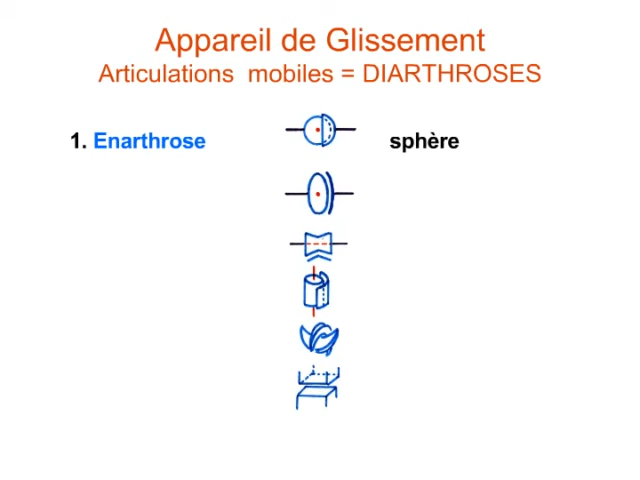 Appareil de Glissement
Articulations mobiles = DIARTHROSES
1. Enarthrose sphère